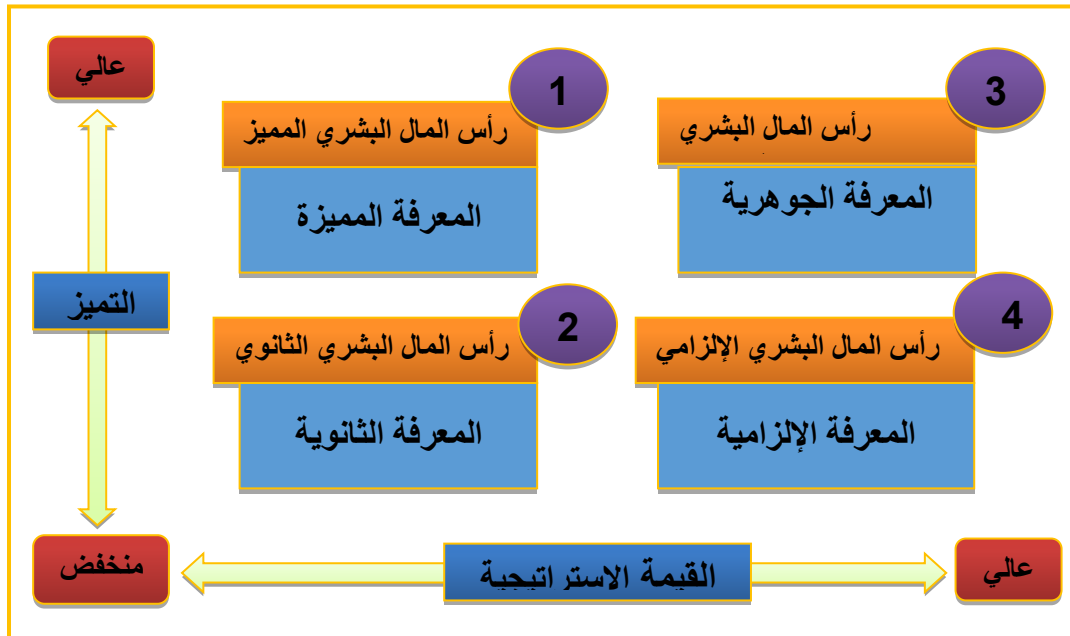 عالي
1
3
رأس المال البشري المميز
رأس المال البشري
المعرفة المميزة
المعرفة الجوهرية
التميز
2
4
رأس المال البشري الثانوي
رأس المال البشري الإلزامي
المعرفة الثانوية
المعرفة الإلزامية
منخفض
القيمة الاستراتيجية
عالي